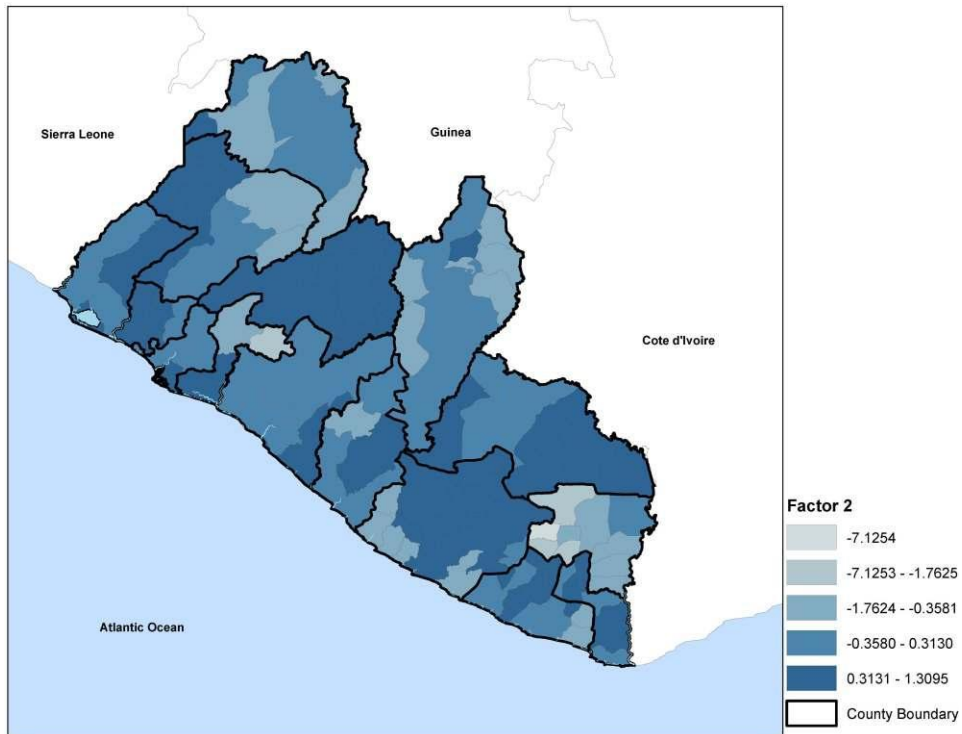 Sierra Leone
Guinea
Cote d'Ivoire
Atlantic Ocean
Factor 2
-7.1254
-7.1253 - -1.7625
-1.7624 - -0.3581
-0.3580 - 0.3130
0.3131 - 1.3095
County Boundary